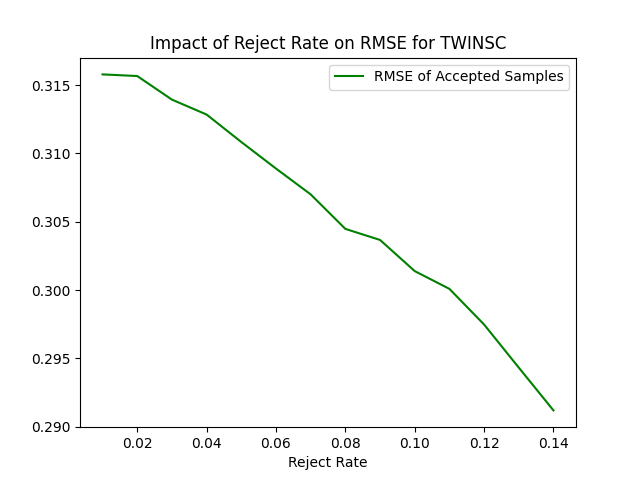 Impact of Reject Rate on RMSE for TWINSC
RMSE of Accepted Samples
0.315
0.310
0.305
0.300
0.295
0.290
0.02 0.04 0.06 0.08 0.10 0.12 0.14
Reject Rate